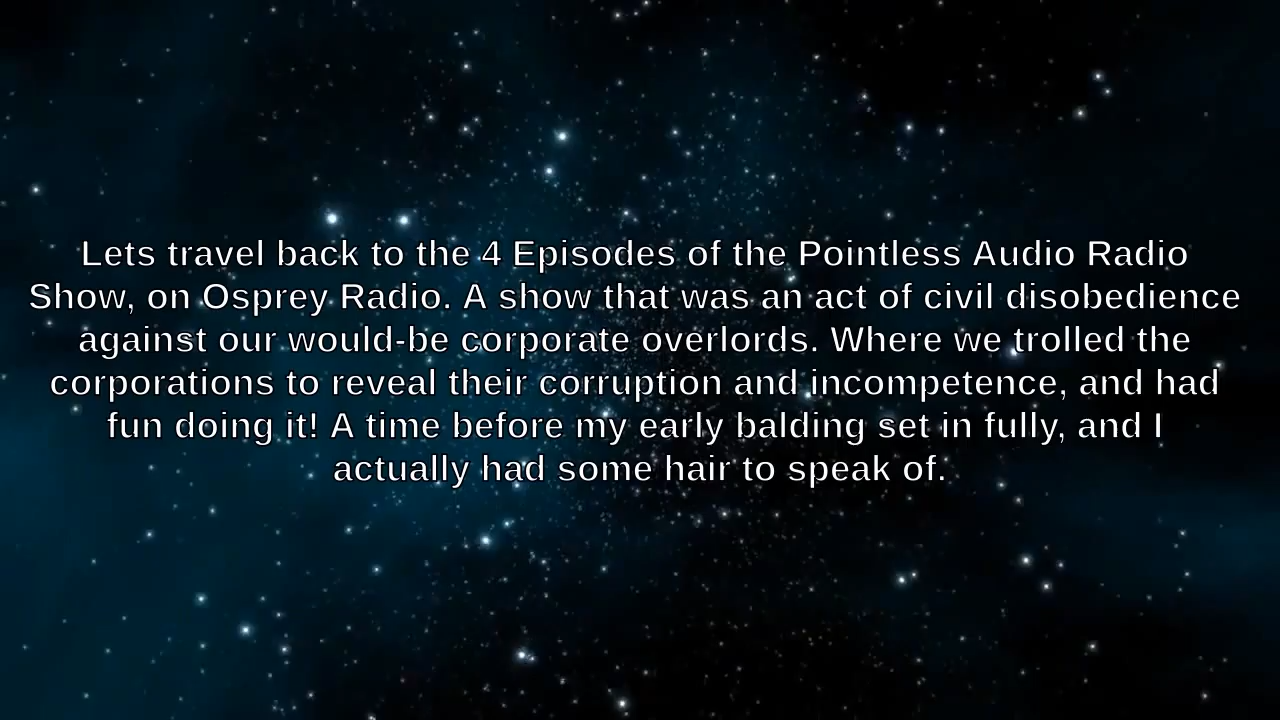 Lets travel back to the 4 Episodes of the Pointless Audio Radio
Show, on Osprey Radio. A show that was an act of civil disobedience
against our would-be corporate overlords. Where we trolled the
corporations to reveal their corruption and incompetence, and had
fun doing it! A time before my early balding set in fully, and I
actually had some hair to speak of.